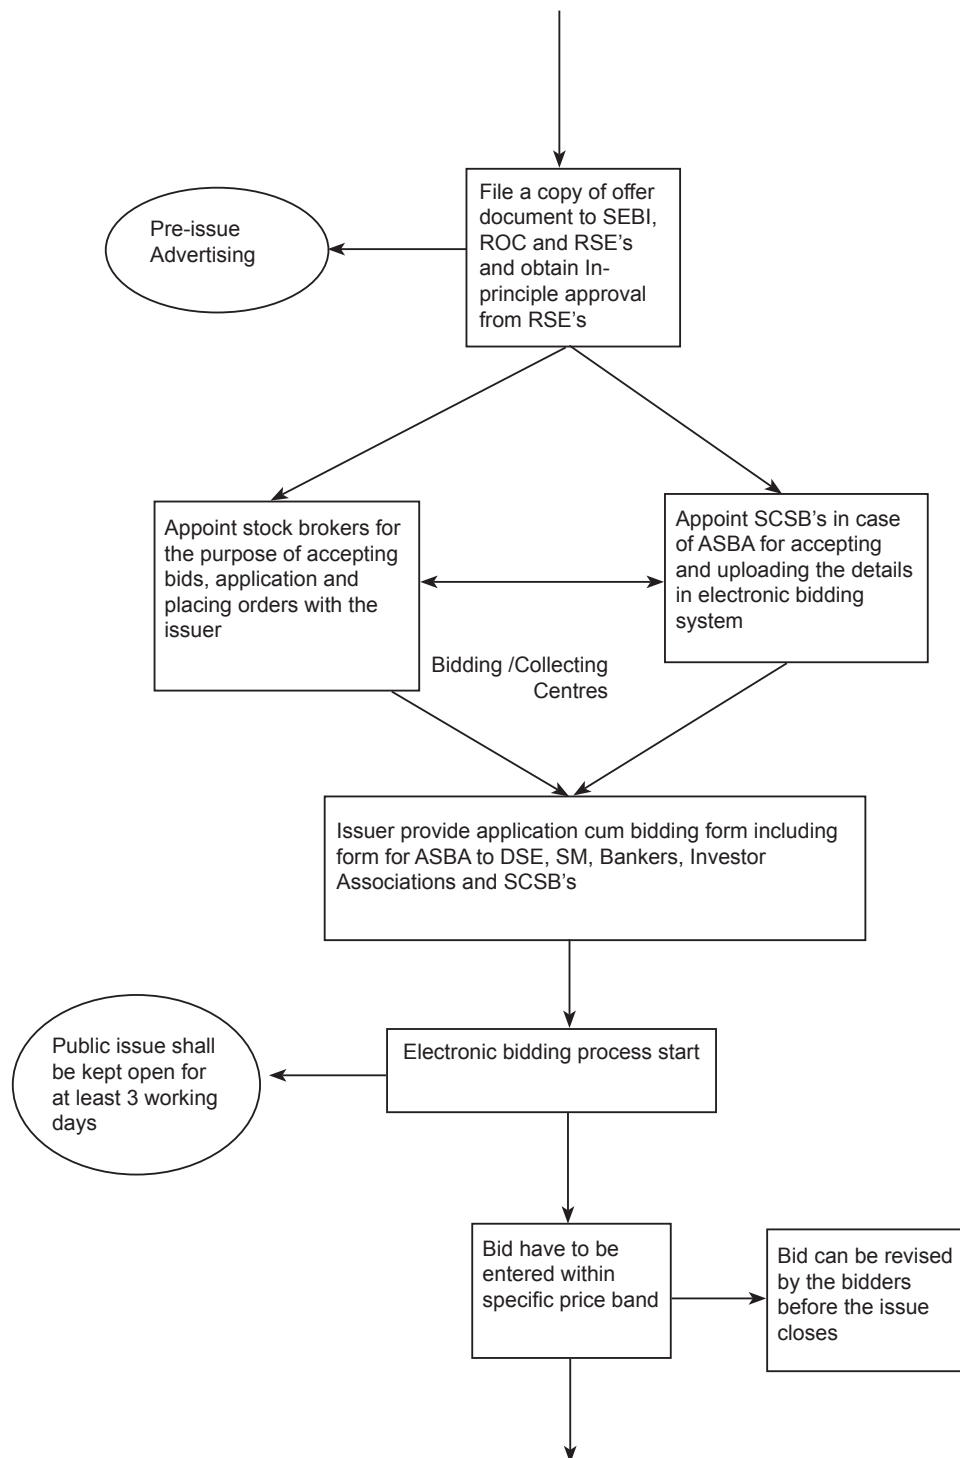 File a copy of offer
document to SEBI,
ROC and RSE's
and obtain In-
principle approval
from RSE's
Pre-issue
Advertising
Appoint stock brokers for
the purpose of accepting
bids, application and
placing orders with the
issuer
Appoint SCSB's in case
of ASBA for accepting
and uploading the details
in electronic bidding
system
Bidding /Collecting
Centres
Issuer provide application cum bidding form including
form for ASBA to DSE, SM, Bankers, Investor
Associations and SCSB's
Electronic bidding process start
Public issue shall
be kept open for
at least 3 working
days
Bid have to be
entered within
specific price band
Bid can be revised
by the bidders
before the issue
closes